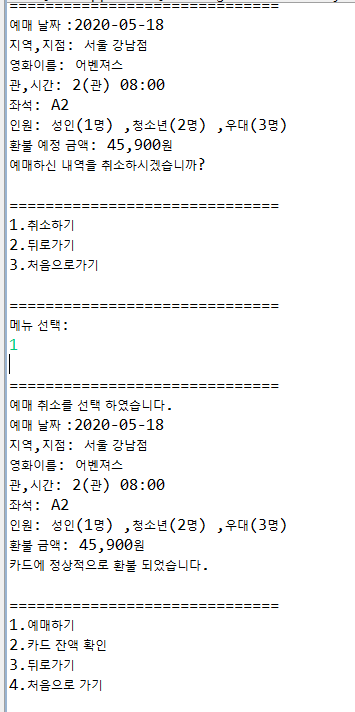 ==============================
예매 날짜 :2020-05-18
지역,지점: 서울 강남점
영화이름: 어벤져스
관,시간: 2(관) 08:00
좌석: A2
인원: 성인(1명) ,청소년(2명) ,우대(3명)
환불 예정 금액: 45,900원
예매하신 내역을 취소하시겠습니까?
==============================
1.취소하기
2.뒤로가기
3.처음으로가기
==============================
메뉴 선택:
1
==============================
예매 취소를 선택 하였습니다.
예매 날짜 :2020-05-18
지역,지점: 서울 강남점
영화이름: 어벤져스
관,시간: 2(관) 08:00
좌석: A2
인원: 성인(1명) ,청소년(2명) ,우대(3명)
환불 금액: 45,900원
카드에 정상적으로 환불 되었습니다.
==============================
1.예매하기
2.카드 잔액 확인
3.뒤로가기
4.처음으로 가기